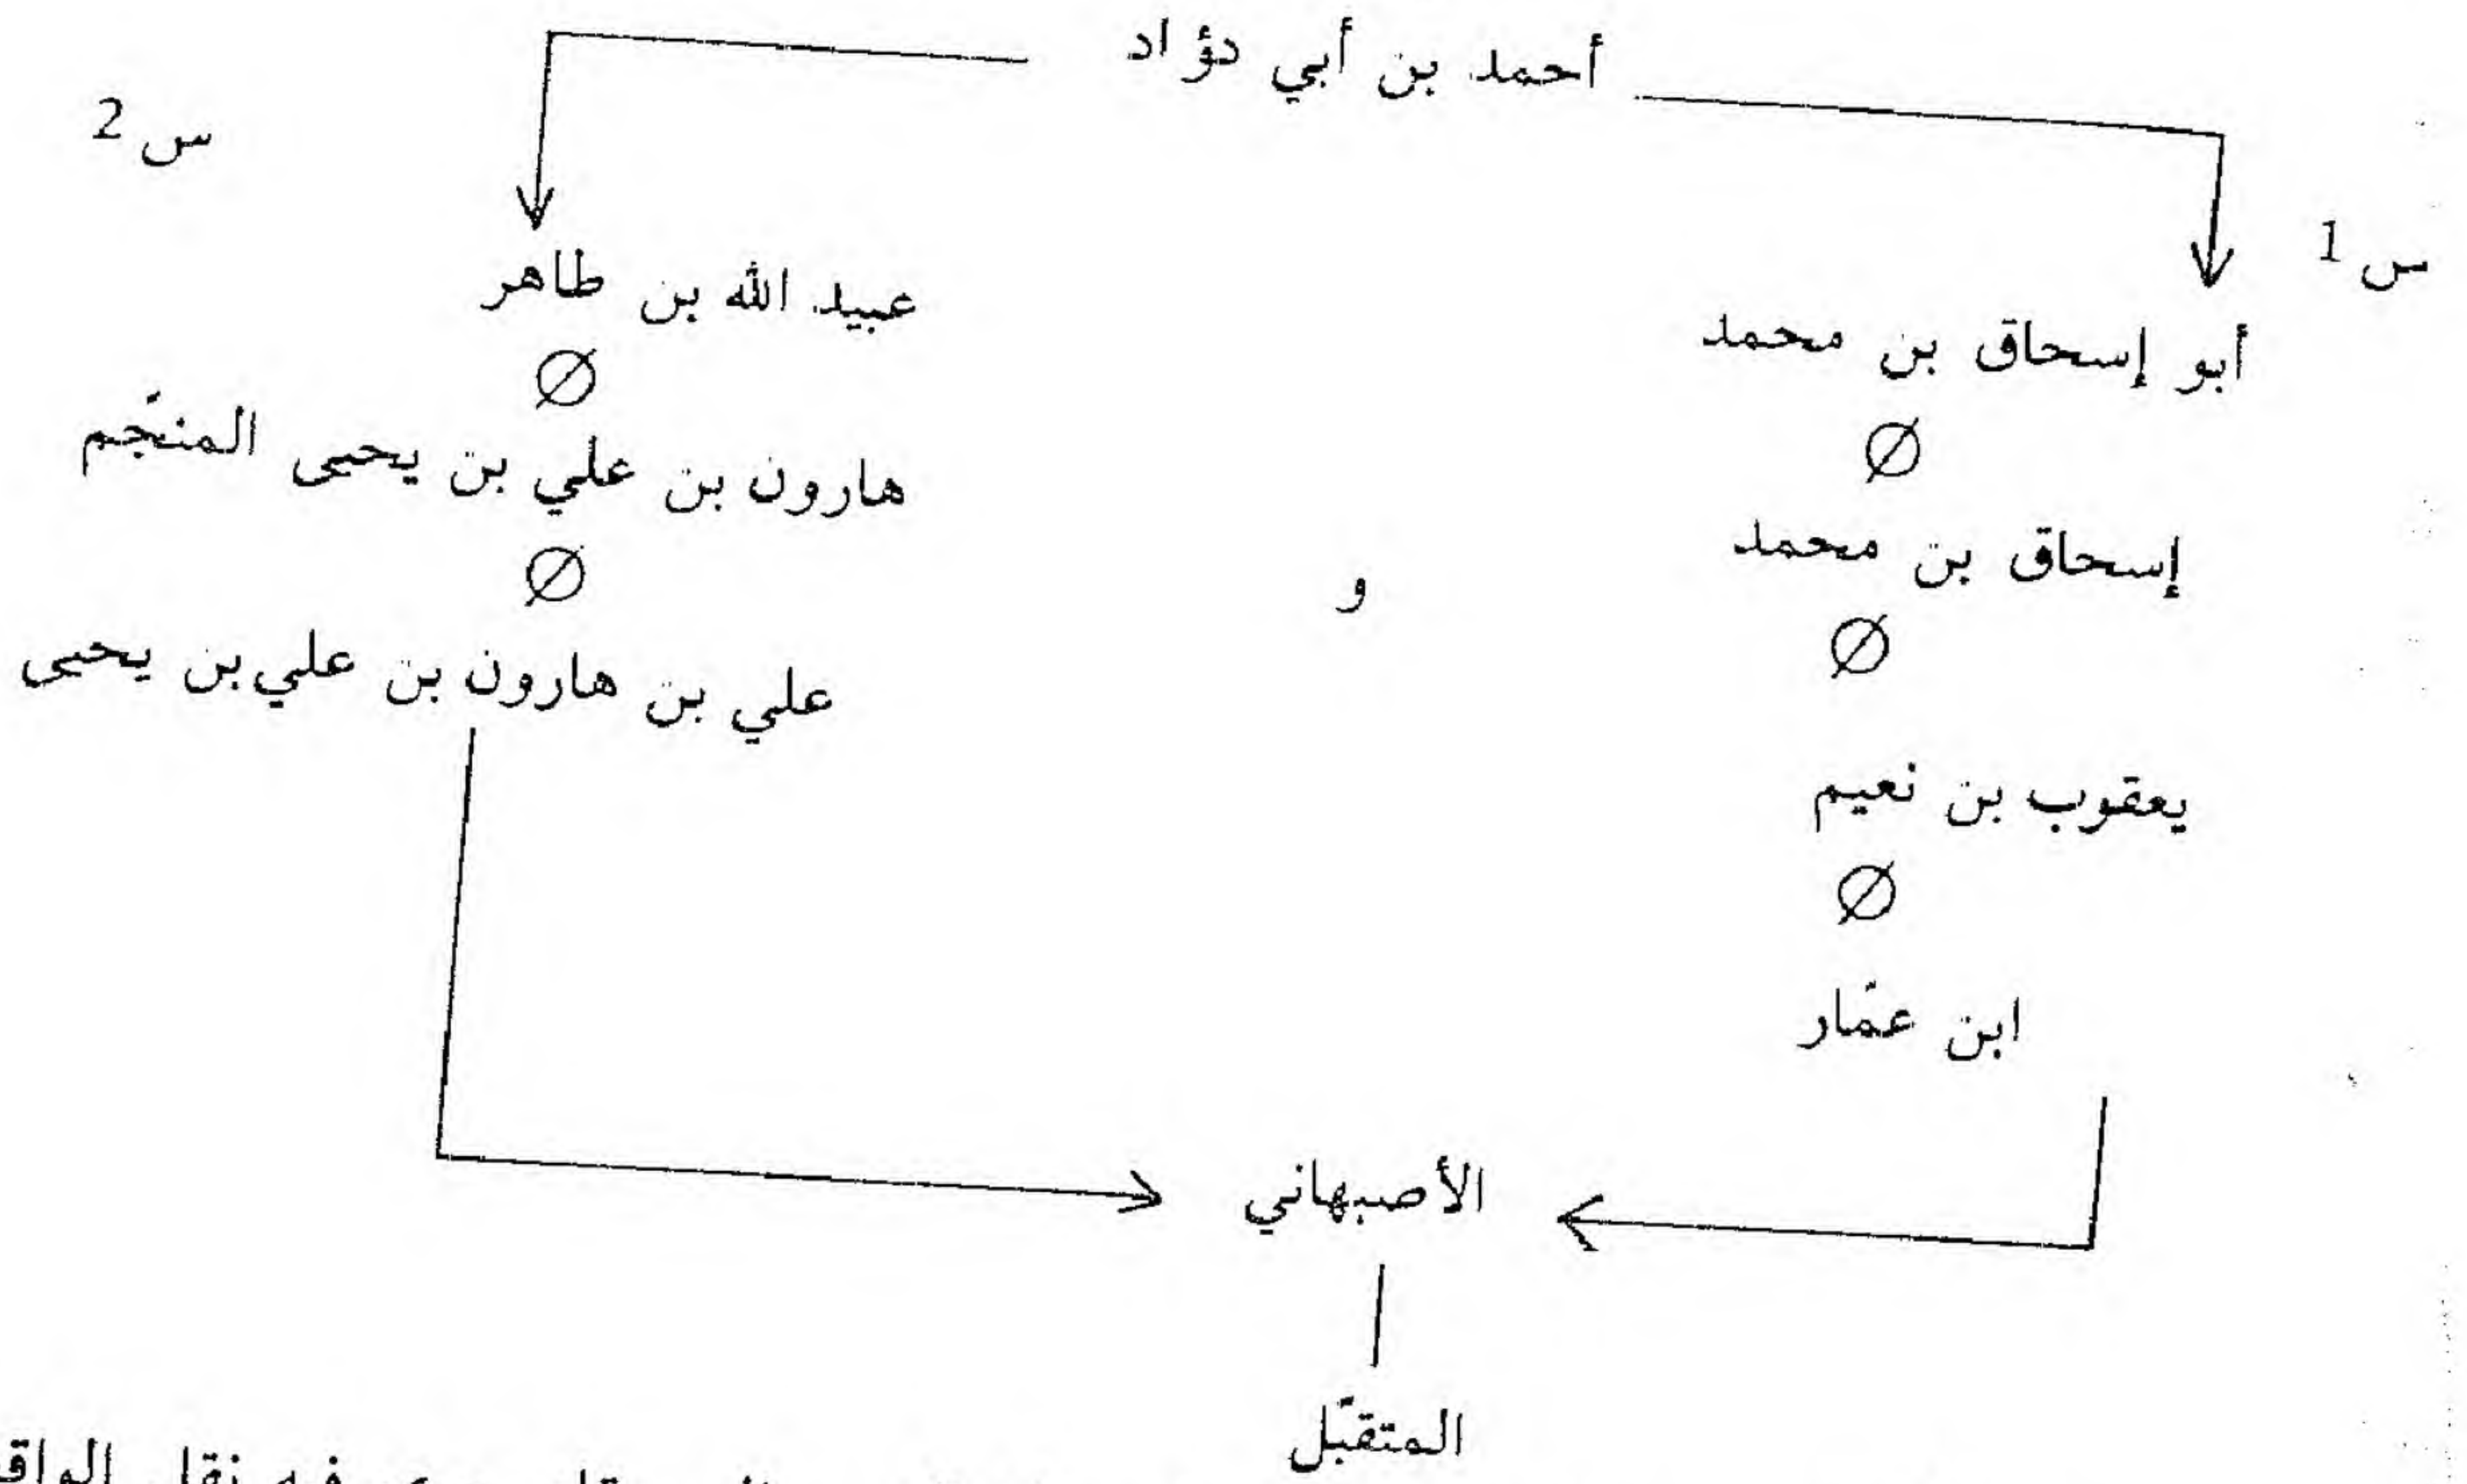 أحمد بن أبي دؤاد
س 1
س 2
أبو إسحاق بن محمد
Ø
إسحاق بن محمد
Ø
يعقوب بن نعيم
Ø
ابن عمّار
و
عبيد الله بن طاهر
Ø
هارون بن علي بن يحيى المنجّم
Ø
علي بن هارون بن علي بن يحيى
الأصبهاني
المتقبّل
فيه نقل